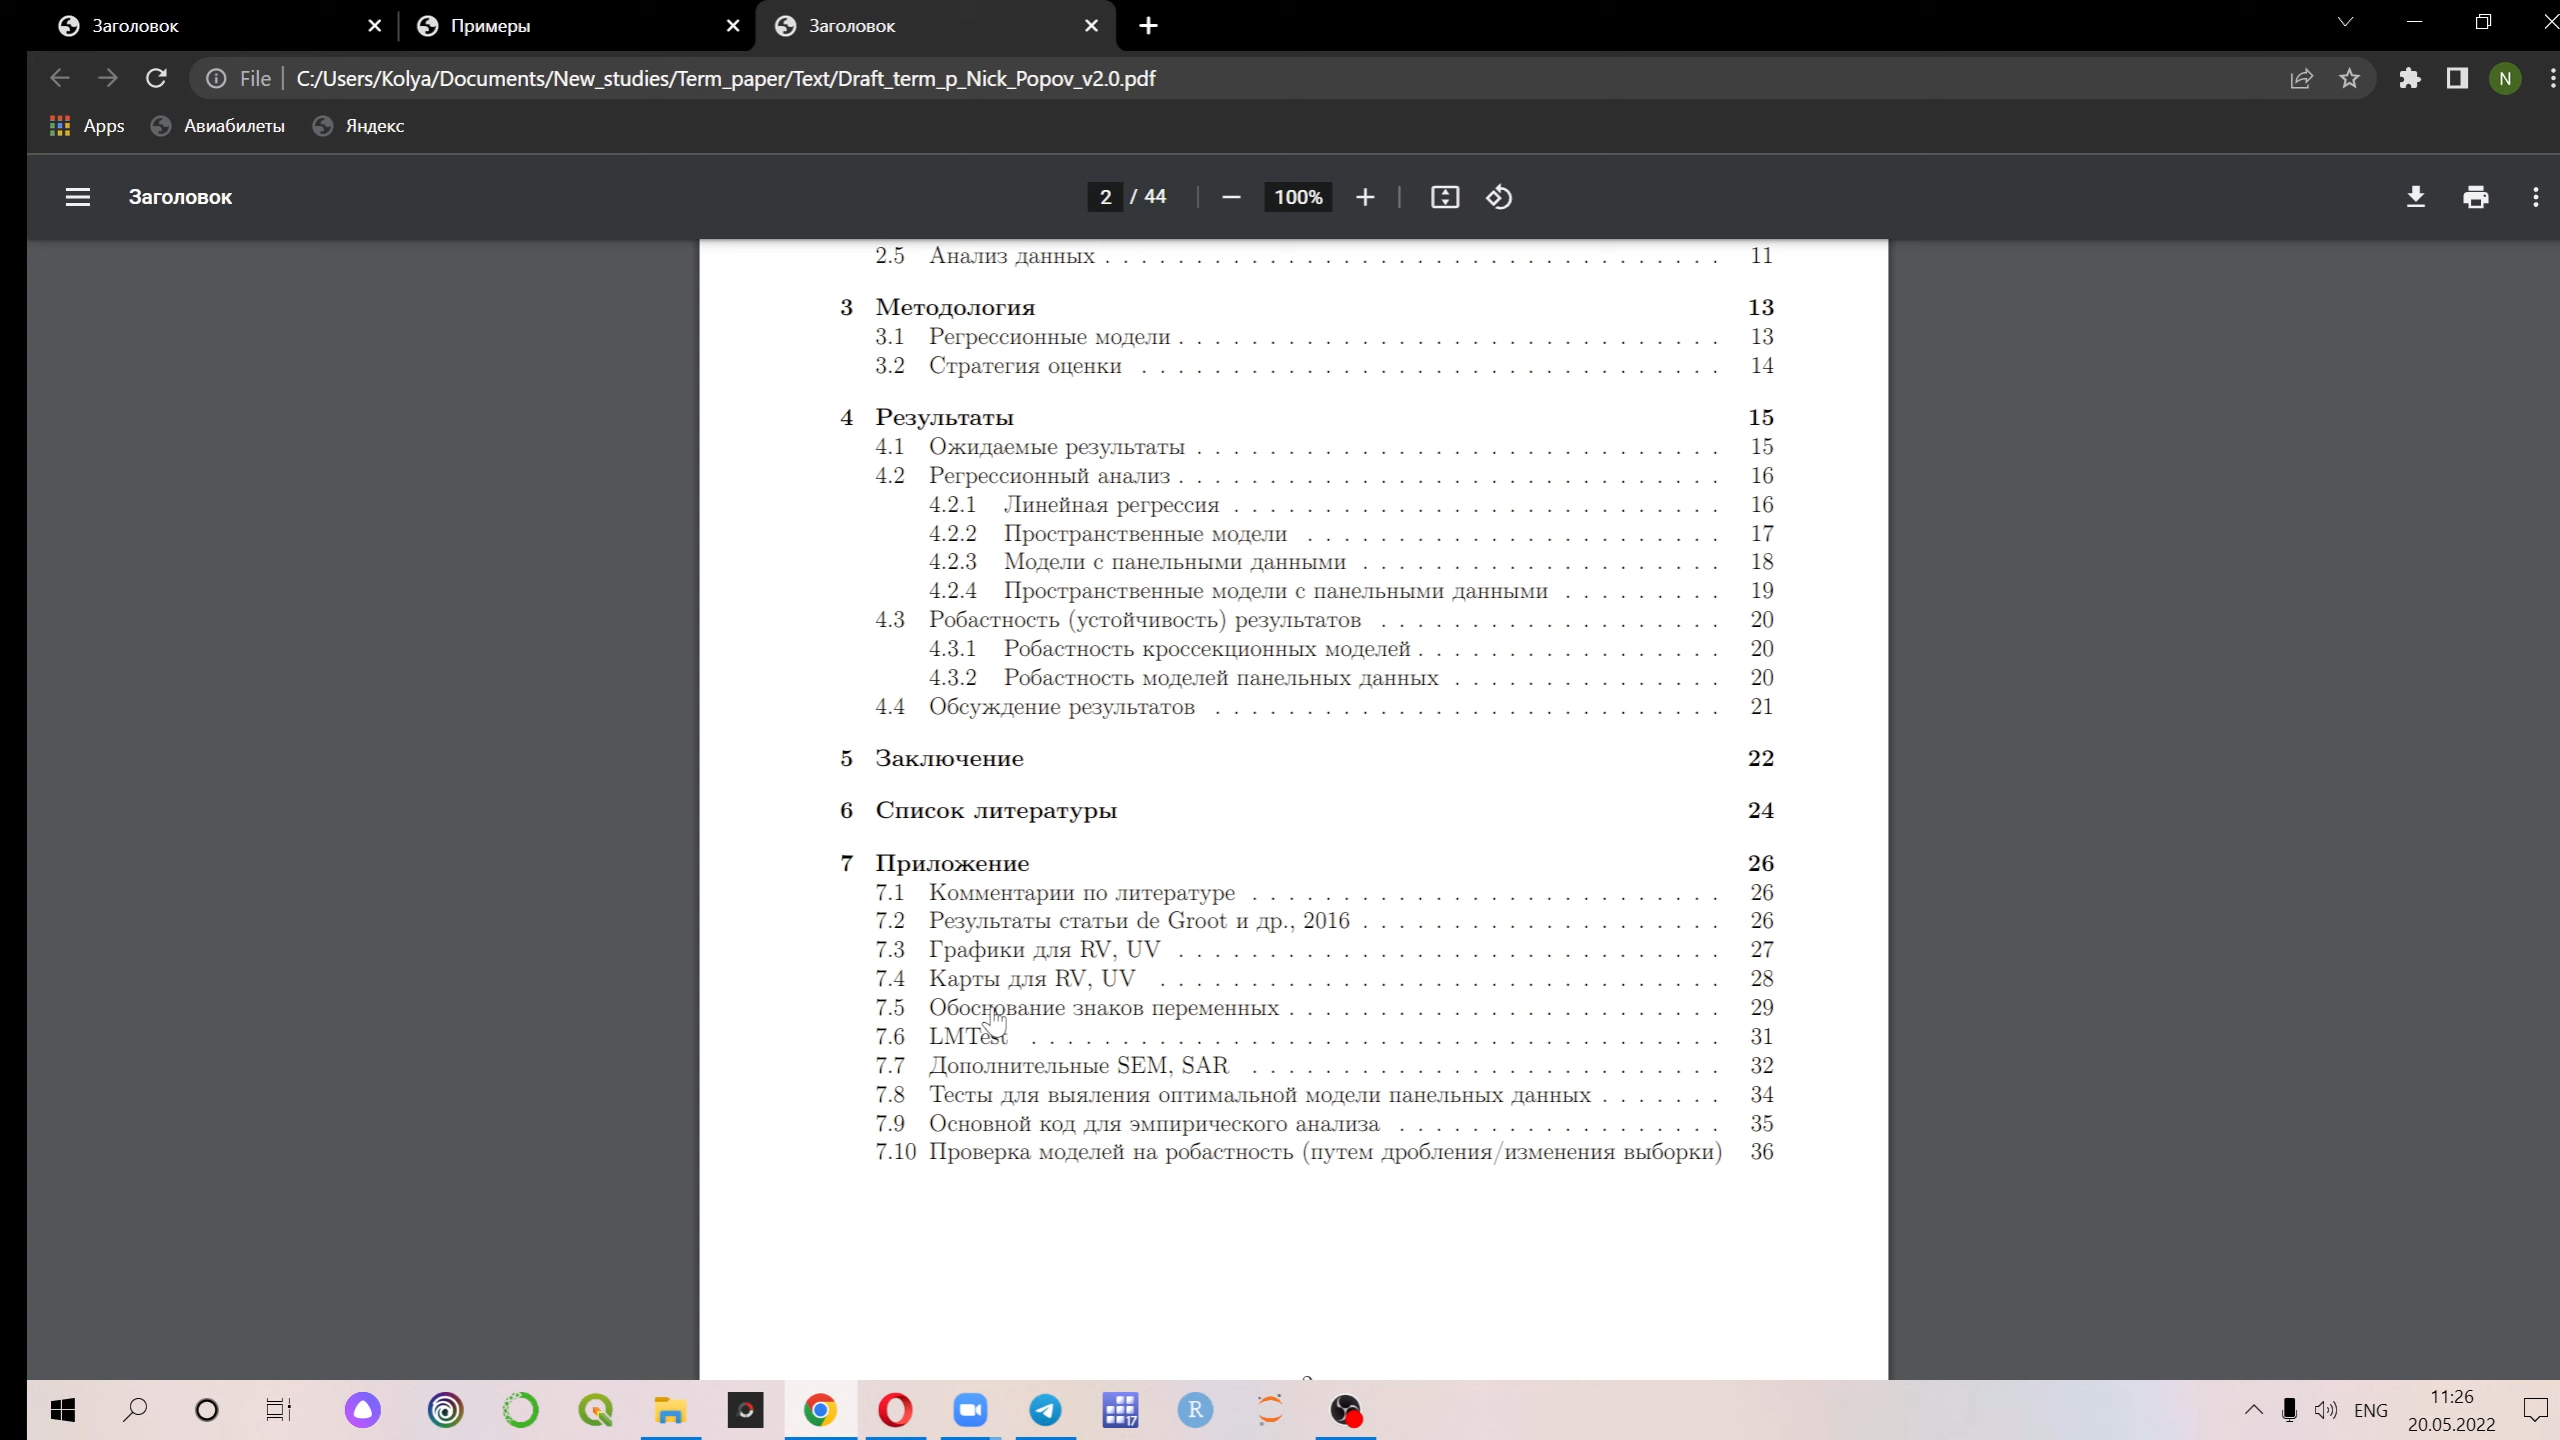 Заголовок
Примеры
Заголовок
File
C:/Users/Kolya/Documents/New_studies/Term_paper/Text/Draft_term_p_Nick_Popov_v2.0.pdf
N
Apps
Авиабилеты
Яндекс
Заголовок
2 / 44
100%
2.5 Анализ данных . . . . . . . . . . . . . . . . . . . . . . . . . . . . . . . . . . 11
3 Методология 13
3.1 Регрессионные модели . . . . . . . . . . . . . . . . . . . . . . . . . . . . . . 13
3.2 Стратегия оценки . . . . . . . . . . . . . . . . . . . . . . . . . . . . . . . . 14
4 Результаты 15
4.1 Ожидаемые результаты . . . . . . . . . . . . . . . . . . . . . . . . . . . . . 15
4.2 Регрессионный анализ . . . . . . . . . . . . . . . . . . . . . . . . . . . . . . 16
4.2.1 Линейная регрессия . . . . . . . . . . . . . . . . . . . . . . . . . . . 16
4.2.2 Пространственные модели . . . . . . . . . . . . . . . . . . . . . . . 17
4.2.3 Модели с панельными данными . . . . . . . . . . . . . . . . . . . . 18
4.2.4 Пространственные модели с панельными данными . . . . . . . . . 19
4.3 Робастность (устойчивость) результатов . . . . . . . . . . . . . . . . . . . 20
4.3.1 Робастность кроссекционных моделей . . . . . . . . . . . . . . . . . 20
4.3.2 Робастность моделей панельных данных . . . . . . . . . . . . . . . 20
4.4 Обсуждение результатов . . . . . . . . . . . . . . . . . . . . . . . . . . . . 21
5 Заключение 22
6 Список литературы 24
7 Приложение 26
7.1 Комментарии по литературе . . . . . . . . . . . . . . . . . . . . . . . . . . 26
7.2 Результаты статьи de Groot и др., 2016 . . . . . . . . . . . . . . . . . . . . 26
7.3 Графики для RV, UV . . . . . . . . . . . . . . . . . . . . . . . . . . . . . . 27
7.4 Карты для RV, UV . . . . . . . . . . . . . . . . . . . . . . . . . . . . . . . 28
7.5 Обоснование знаков переменных . . . . . . . . . . . . . . . . . . . . . . . . 29
7.6 LMTest . . . . . . . . . . . . . . . . . . . . . . . . . . . . . . . . . . . . . . 31
7.7 Дополнительные SEM, SAR . . . . . . . . . . . . . . . . . . . . . . . . . . 32
7.8 Тесты для выяления оптимальной модели панельных данных . . . . . . . 34
7.9 Основной код для эмпирического анализа . . . . . . . . . . . . . . . . . . 35
7.10 Проверка моделей на робастность (путем дробления/изменения выборки) 36
17
R
ENG
11:26
20.05.2022